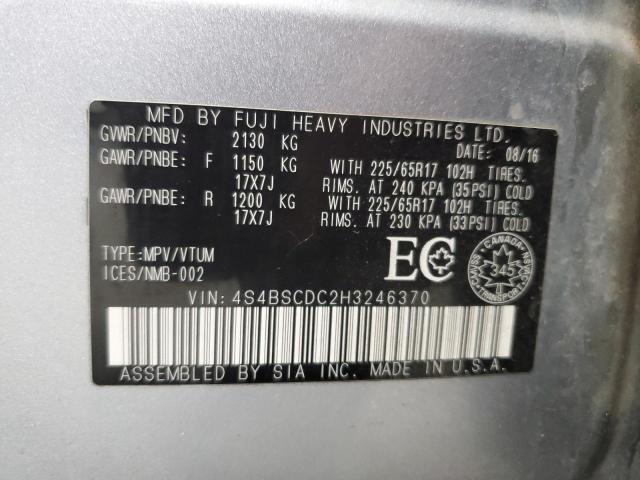 MFD BY FUJI HEAVY INDUSTRIES LTD.
GVWR/PNBV: 2130 KG DATE: 08/16
GAWR/PNBE: F 1150 KG WITH 225/65R17 102H TIRES.
17X7J RIMS. AT 240 KPA (35PSI) COLD
GAWR/PNBE: R 1200 KG WITH 225/65R17 102H TIRES.
17X7J RIMS. AT 230 KPA (33PSI) COLD
TYPE:MPV/VTUM
ICES/NMB-002
EC
CANADA
345
TRANSPORT
VIN: 4S4BSCDC2H3246370
ASSEMBLED BY SIA INC. MADE IN U.S.A.